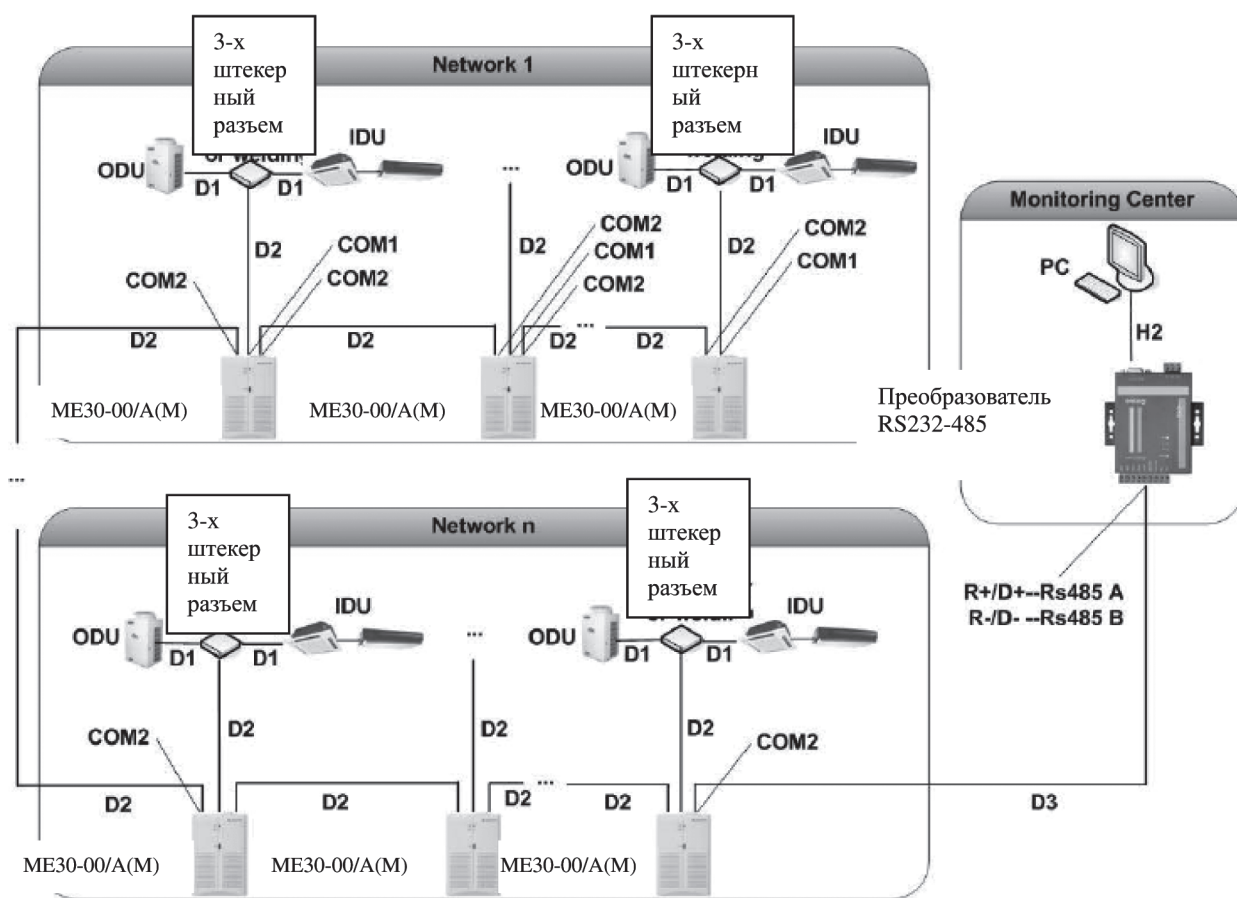 3-х
штекер
ный
разъем
3-х
штекерн
ый
разъем
Network 1
IDU
IDU
ODU
D1
D1
...
ODU
D1
D1
Monitoring Center
COM2
D2
COM1
COM2
D2
COM2
COM1
COM2
D2
COM2
COM1
PC
H2
D2
D2
...
D2
D2
ME30-00/A(M)
ME30-00/A(M)
ME30-00/A(M)
Преобразователь
RS232-485
...
3-х
штекер
ный
разъем
3-х
штекер
ный
разъем
Network n
R+/D+--Rs485 A
R-/D- --Rs485 B
IDU
IDU
ODU
D1
D1
...
ODU
D1
D1
COM2
D2
D2
D2
COM2
D2
D2
...
D2
D2
D3
ME30-00/A(M)
ME30-00/A(M)
ME30-00/A(M)